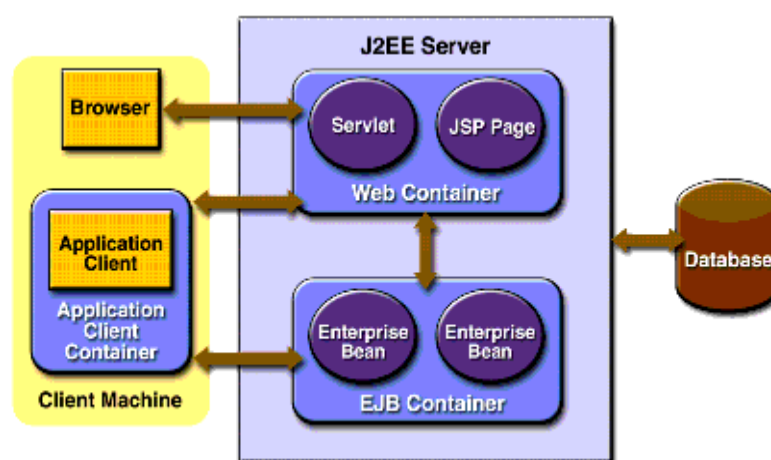 J2EE Server
Browser
Servlet
JSP Page
Web Container
Application
Client
Application
Client
Container
Client Machine
Enterprise
Bean
Enterprise
Bean
EJB Container
Database